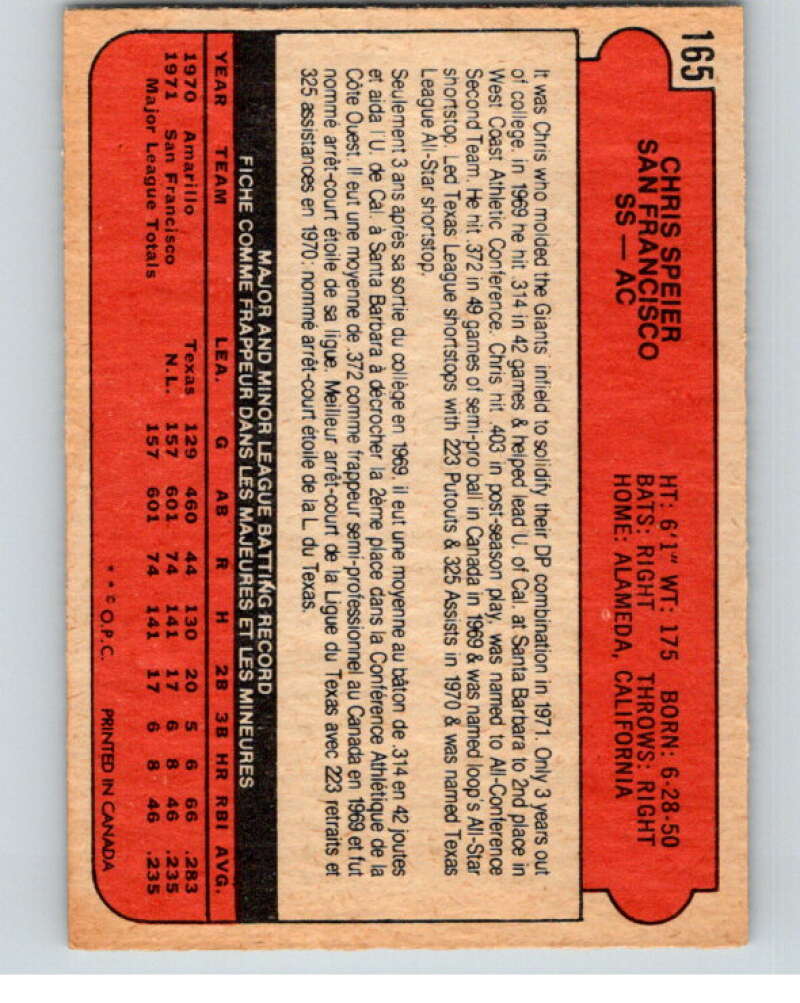 165
CHRIS SPEIER
SAN FRANCISCO
SS — AC
HT: 6'1" WT: 175 BORN: 6-28-50
BATS: RIGHT THROWS: RIGHT
HOME: ALAMEDA, CALIFORNIA
It was Chris who molded the Giants' infield to solidify their DP combination in 1971. Only 3 years out
of college, in 1969 he hit .314 in 42 games & helped lead U. of Cal. at Santa Barbara to 2nd place in
West Coast Athletic Conference. Chris hit .403 in post-season play, was named to All-Conference
Second Team. He hit .372 in 49 games of semi-pro ball in Canada in 1969 & was named loop's All-Star
shortstop. Led Texas League shortstops with 223 Putouts & 325 Assists in 1970 & was named Texas
League All-Star shortstop.
Seulement 3 ans après sa sortie du collège en 1969, il eut une moyenne au bâton de .314 en 42 joutes
et aida l'U. de Cal. à Santa Barbara à décrocher la 2ème place dans la Conférence Athlétique de la
Côte Ouest. Il eut une moyenne de .372 comme frappeur semi-professionnel au Canada en 1969 et fut
nommé arrêt-court étoile de sa ligue. Meilleur arrêt-court de la Ligue du Texas avec 223 retraits et
325 assistances en 1970, nommé arrêt-court étoile de la L. du Texas.
MAJOR AND MINOR LEAGUE BATTING RECORD
FICHE COMME FRAPPEUR DANS LES MAJEURES ET LES MINEURES
YEAR TEAM LEA. G AB R H 2B 3B HR RBI AVG.
1970 Amarillo Texas 129 460 44 130 20 5 6 66 .283
1971 San Francisco N.L. 157 601 74 141 17 6 8 46 .235
Major League Totals 157 601 74 141 17 6 8 46 .235
* * © O.P.C. PRINTED IN CANADA